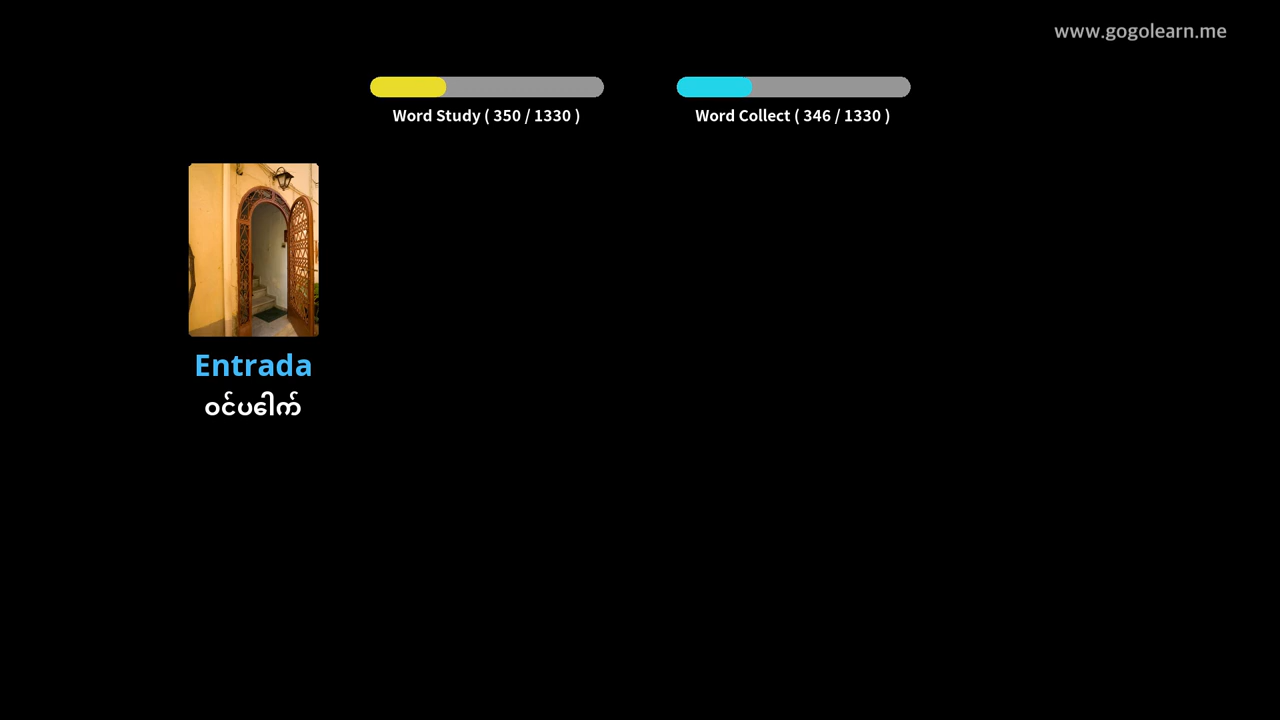 www.gogolearn.me
Word Study ( 350 / 1330 )
Word Collect ( 346 / 1330 )
Entrada
ဝင်ပေါက်